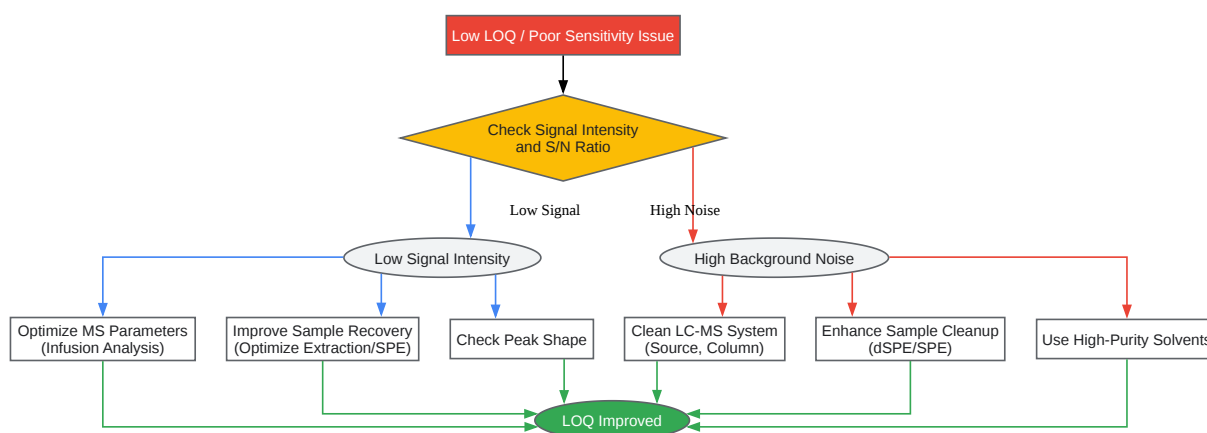 Low LOQ / Poor Sensitivity Issue
Check Signal Intensity
and S/N Ratio
Low Signal
High Noise
Low Signal Intensity
High Background Noise
Optimize MS Parameters
(Infusion Analysis)
Improve Sample Recovery
(Optimize Extraction/SPE)
Check Peak Shape
Clean LC-MS System
(Source, Column)
Enhance Sample Cleanup
(dSPE/SPE)
Use High-Purity Solvents
LOQ Improved